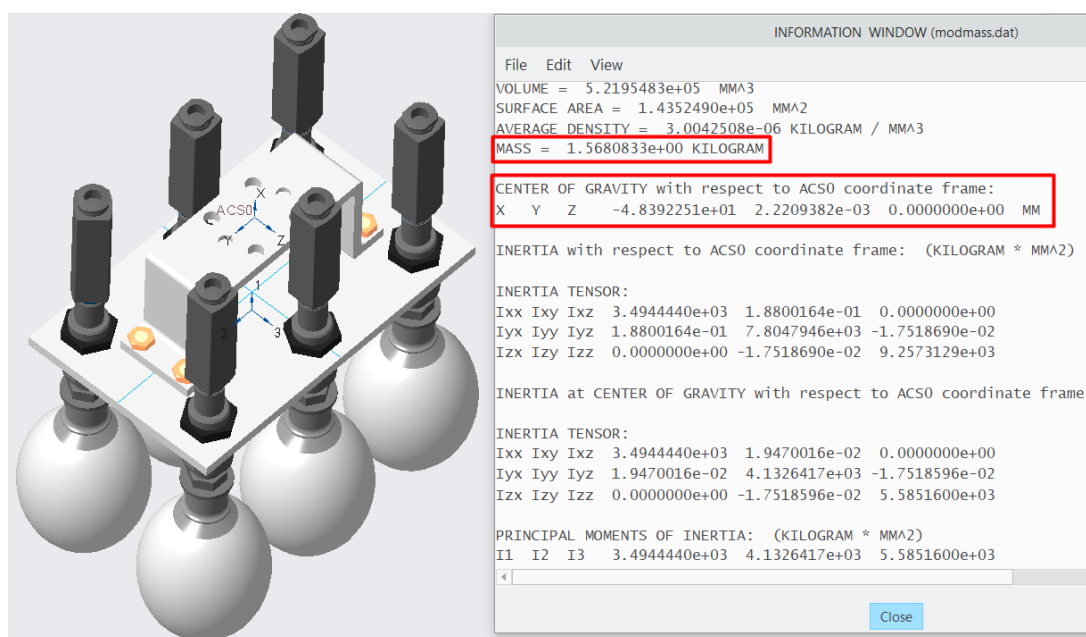 INFORMATION WINDOW (modmass.dat)
File Edit View
VOLUME = 5.2195483e+05 MM^3
SURFACE AREA = 1.4352490e+05 MM^2
AVERAGE DENSITY = 3.0042508e-06 KILOGRAM / MM^3
MASS = 1.5680833e+00 KILOGRAM
CENTER OF GRAVITY with respect to ACS0 coordinate frame:
X Y Z -4.8392251e+01 2.2209382e-03 0.0000000e+00 MM
INERTIA with respect to ACS0 coordinate frame: (KILOGRAM * MM^2)
INERTIA TENSOR:
Ixx Ixy Ixz 3.4944440e+03 1.8800164e-01 0.0000000e+00
Iyx Iyy Iyz 1.8800164e-01 7.8047946e+03 -1.7518690e-02
Izx Izy Izz 0.0000000e+00 -1.7518690e-02 9.2573129e+03
INERTIA at CENTER OF GRAVITY with respect to ACS0 coordinate frame
INERTIA TENSOR:
Ixx Ixy Ixz 3.4944440e+03 1.9470016e-02 0.0000000e+00
Iyx Iyy Iyz 1.9470016e-02 4.1326417e+03 -1.7518596e-02
Izx Izy Izz 0.0000000e+00 -1.7518596e-02 5.5851600e+03
PRINCIPAL MOMENTS OF INERTIA: (KILOGRAM * MM^2)
I1 I2 I3 3.4944440e+03 4.1326417e+03 5.5851600e+03
Close
X
ACS0
Y
Z
1
2
3